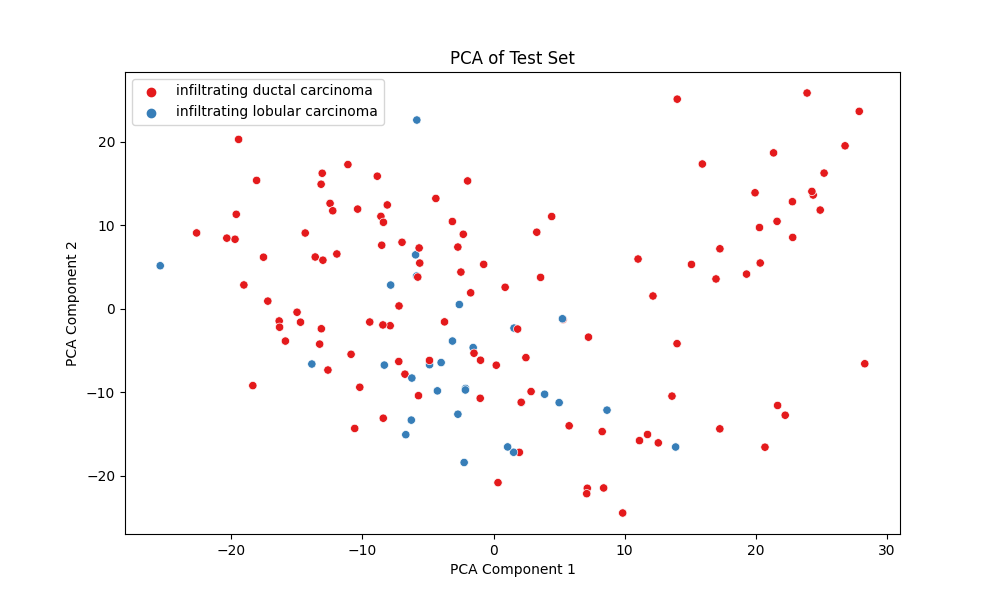 PCA of Test Set
infiltrating ductal carcinoma
infiltrating lobular carcinoma
PCA Component 2
20
10
0
−10
−20
−20
−10
0
10
20
30
PCA Component 1